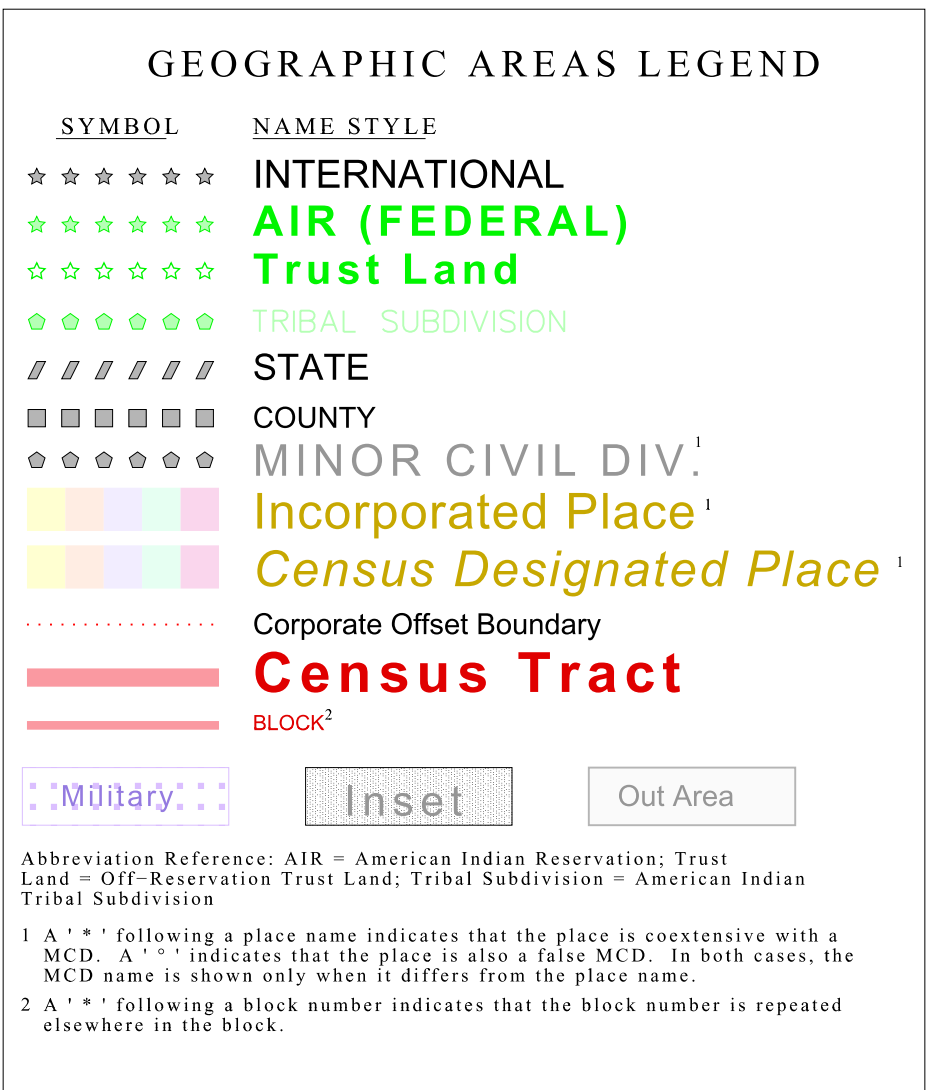 GEOGRAPHIC AREAS LEGEND
SYMBOL NAME STYLE
INTERNATIONAL
AIR (FEDERAL)
Trust Land
TRIBAL SUBDIVISION
STATE
COUNTY
MINOR CIVIL DIV.¹
Incorporated Place ¹
Census Designated Place ¹
Corporate Offset Boundary
Census Tract
BLOCK²
Military Inset Out Area
Abbreviation Reference: AIR = American Indian Reservation; Trust
Land = Off−Reservation Trust Land; Tribal Subdivision = American Indian
Tribal Subdivision
1 A ' * ' following a place name indicates that the place is coextensive with a
MCD. A ' ° ' indicates that the place is also a false MCD. In both cases, the
MCD name is shown only when it differs from the place name.
2 A ' * ' following a block number indicates that the block number is repeated
elsewhere in the block.